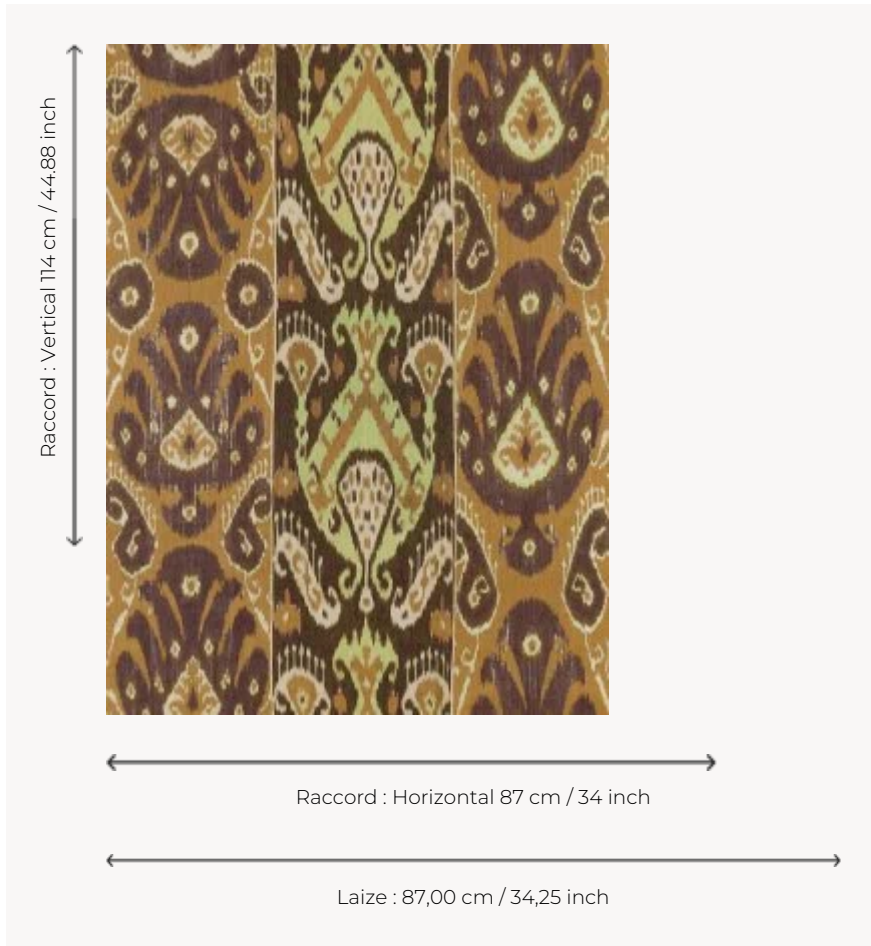 Raccord : Vertical 114 cm / 44.88 inch
Raccord : Horizontal 87 cm / 34 inch
Laize : 87,00 cm / 34,25 inch